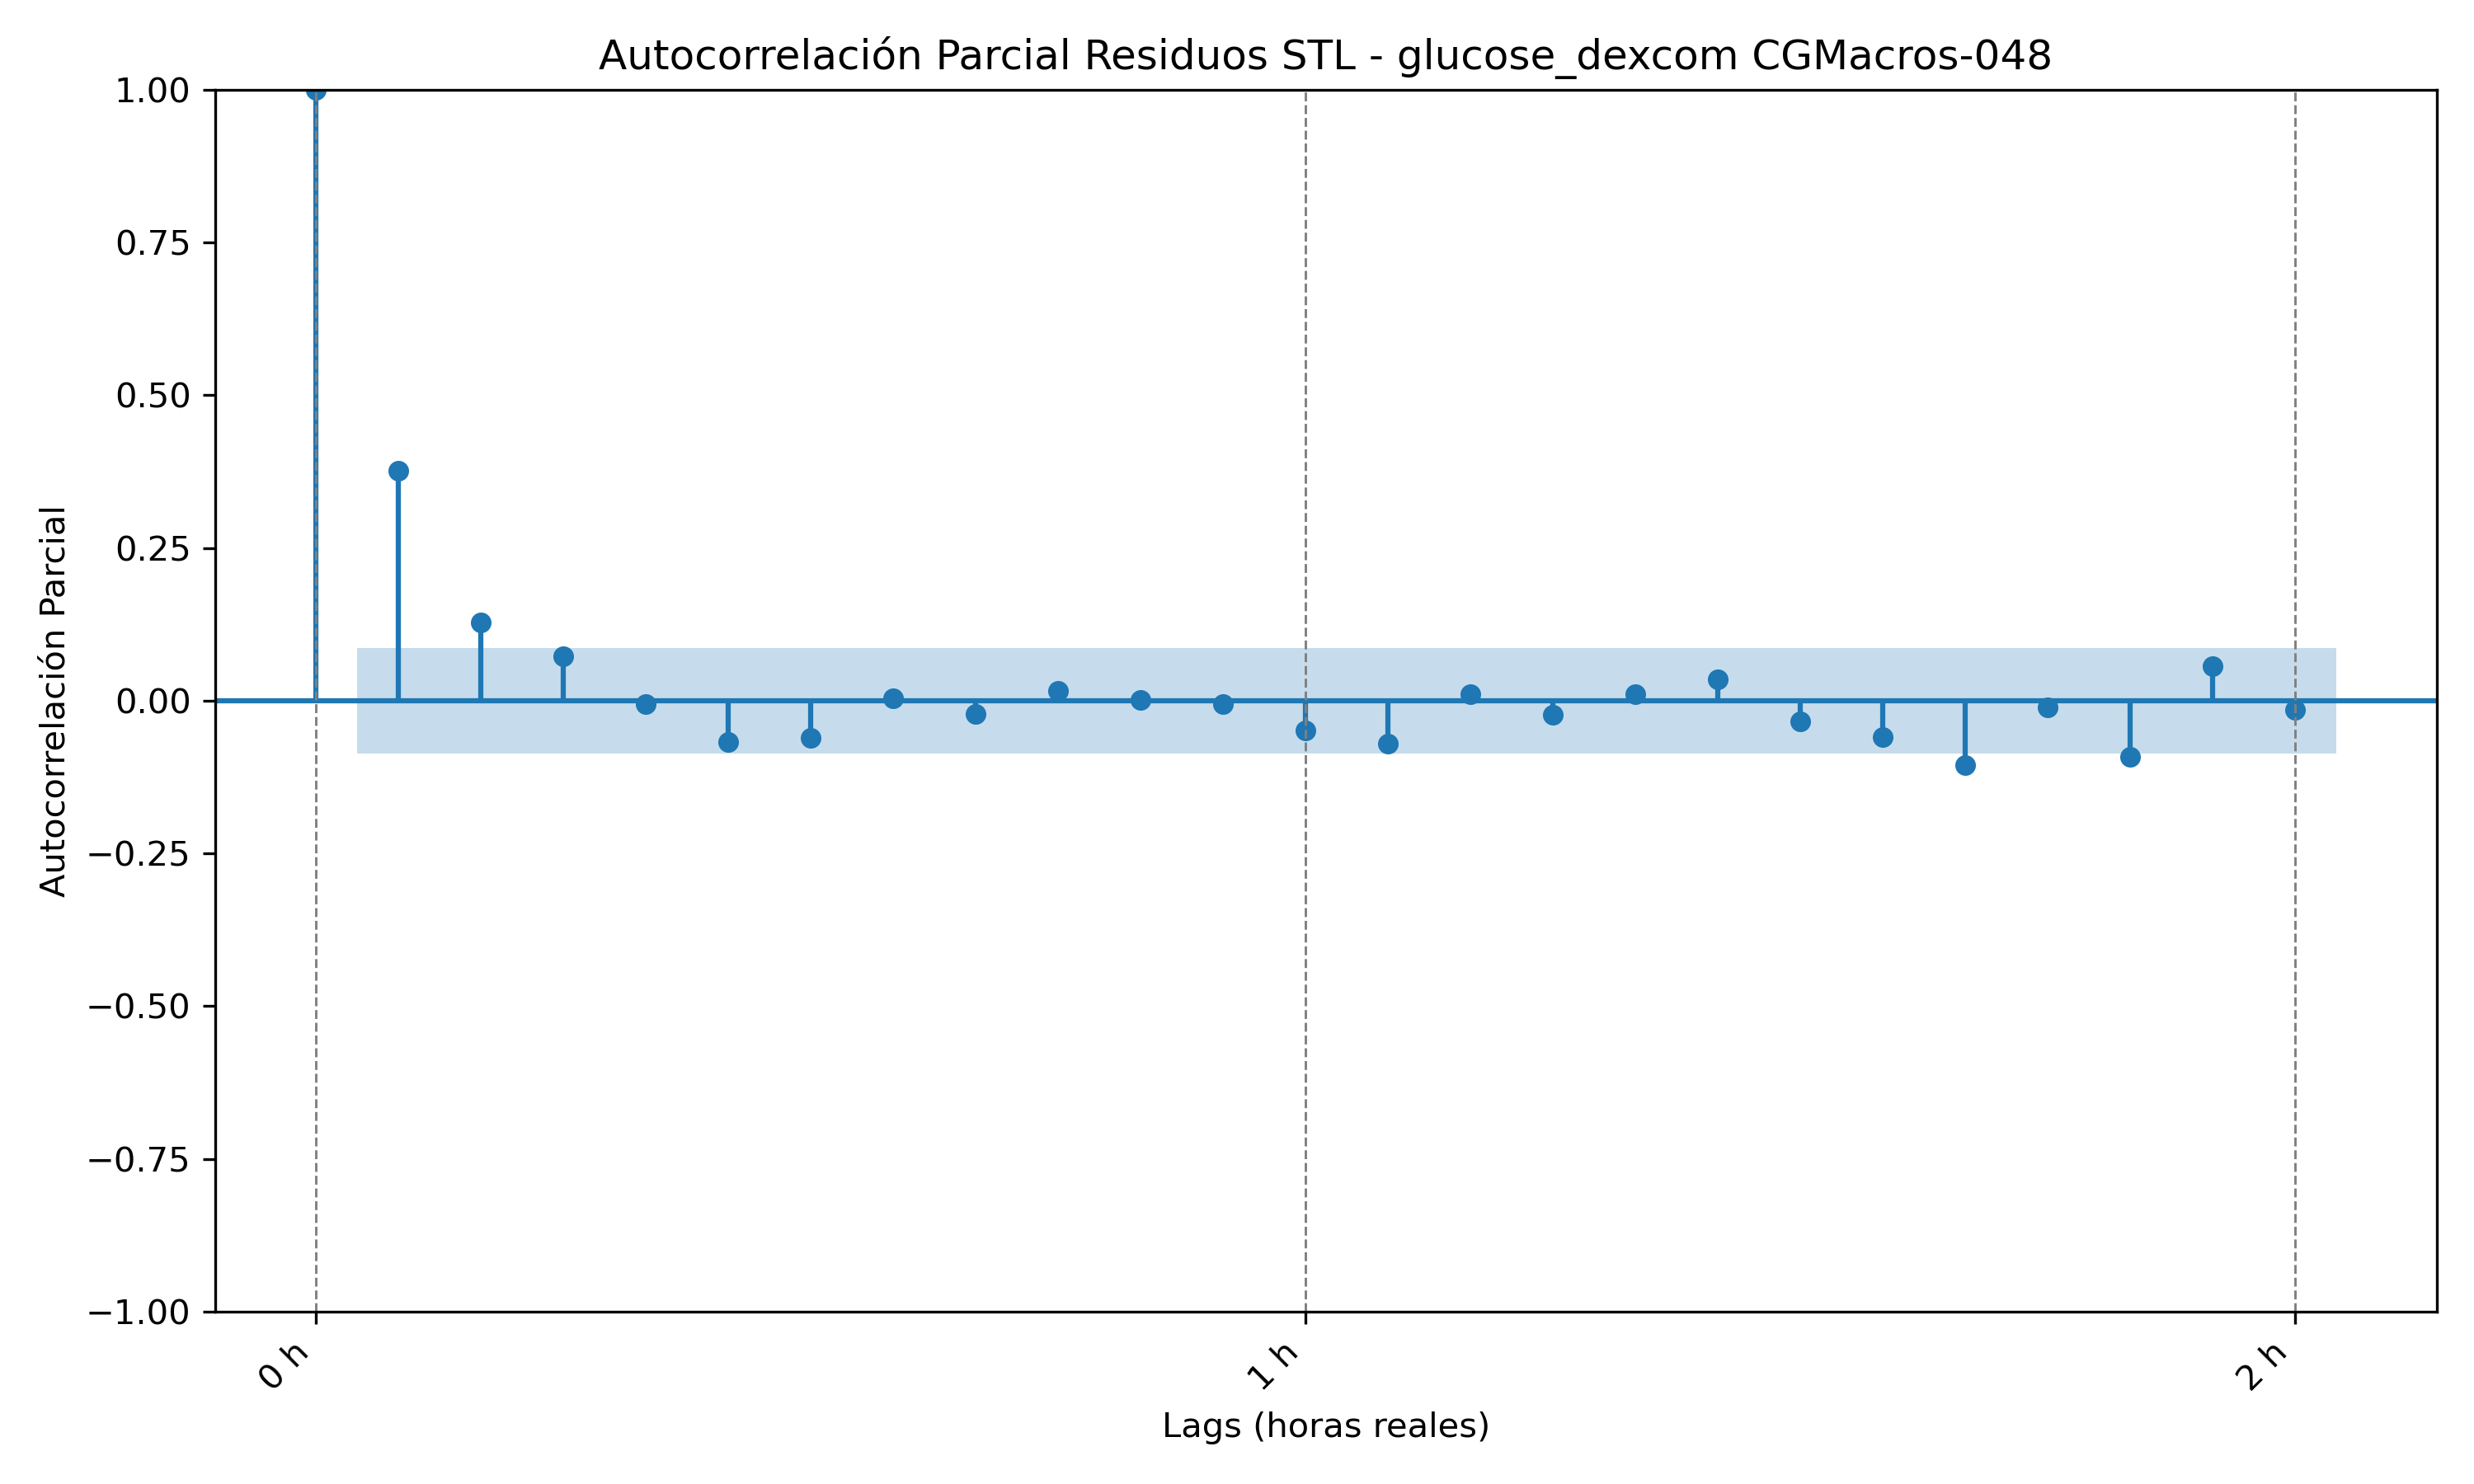 Autocorrelación Parcial Residuos STL - glucose_dexcom CGMacros-048
1.00
0.75
0.50
0.25
0.00
−0.25
−0.50
−0.75
−1.00
Autocorrelación Parcial
0 h
1 h
2 h
Lags (horas reales)